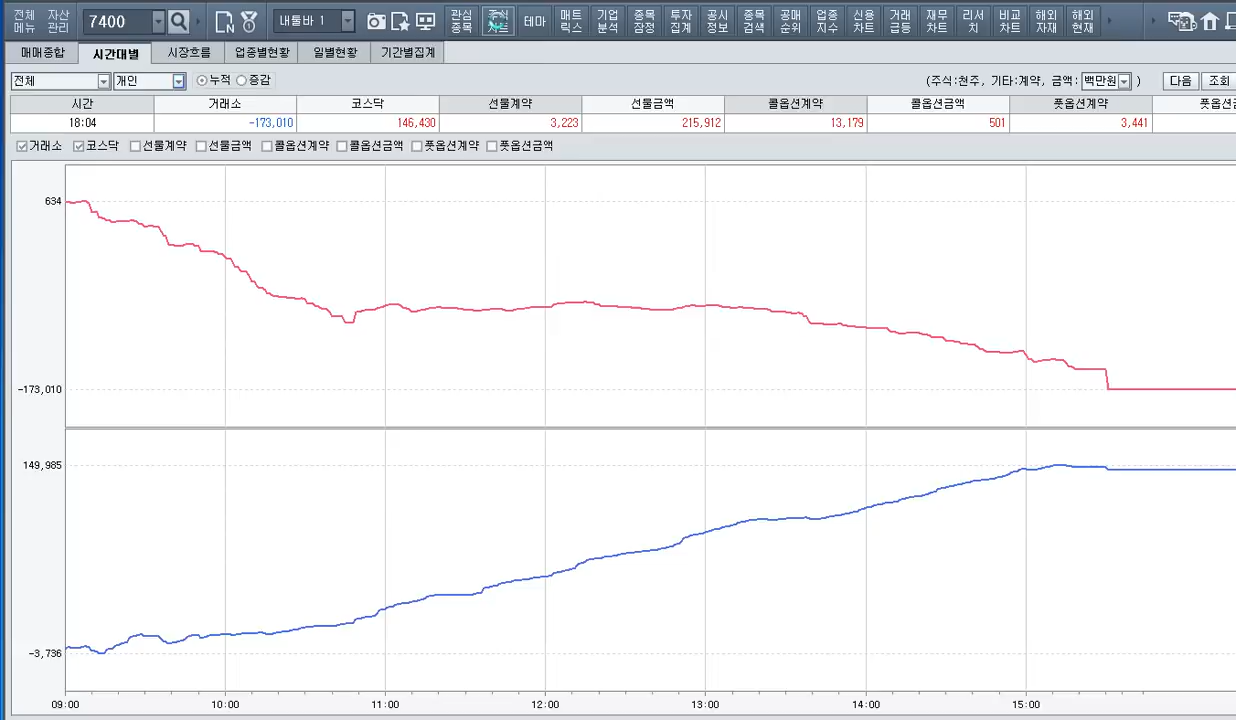 전체 자산 7400 내툴바 1 관심 주식 테마 매트 기업 종목 투자 공시 종목 공매 업종 신용 거래 재무 리서 비교 해외 해외
메뉴 관리 종목 차트 릭스 분석 잠정 집계 정보 검색 순위 지수 차트 급등 차트 치 차트 자재 현재
매매종합 시간대별 시장흐름 업종별현황 일별현황 기간별집계
전체 개인 누적 증감 (주식:천주, 기타:계약, 금액: 백만원 ) 다음 조회
시간 거래소 코스닥 선물계약 선물금액 콜옵션계약 콜옵션금액 풋옵션계약 풋옵션금
18:04 -173,010 146,430 3,223 215,912 13,179 501 3,441
거래소 코스닥 선물계약 선물금액 콜옵션계약 콜옵션금액 풋옵션계약 풋옵션금액
634
-173,010
149,985
-3,736
09:00 10:00 11:00 12:00 13:00 14:00 15:00